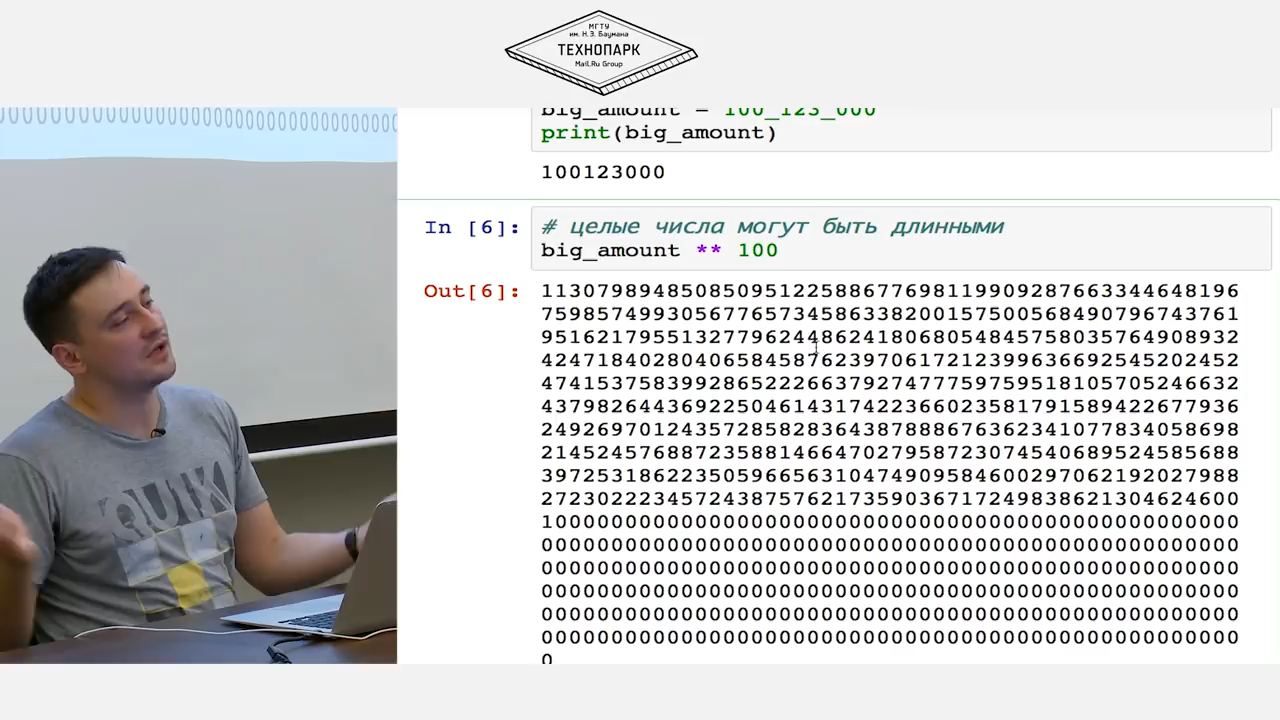 МГТУ
им. Н.Э. Баумана
ТЕХНОПАРК
Mail.Ru Group
big_amount = 100_123_000
print(big_amount)
100123000
In [6]: # целые числа могут быть длинными
big_amount ** 100
Out[6]: 11307989485085095122588677698119909287663344648196
75985749930567765734586338200157500568490796743761
95162179551327796244862418068054845758035764908932
42471840280406584587623970617212399636692545202452
47415375839928652226637927477759759518105705246632
43798264436922504614317422366023581791589422677936
24926970124357285828364387888676362341077834058698
21452457688723588146647027958723074540689524585688
39725318622350596656310474909584600297062192027988
27230222345724387576217359036717249838621304624600
10000000000000000000000000000000000000000000000000
00000000000000000000000000000000000000000000000000
00000000000000000000000000000000000000000000000000
00000000000000000000000000000000000000000000000000
00000000000000000000000000000000000000000000000000
00000000000000000000000000000000000000000000000000
0